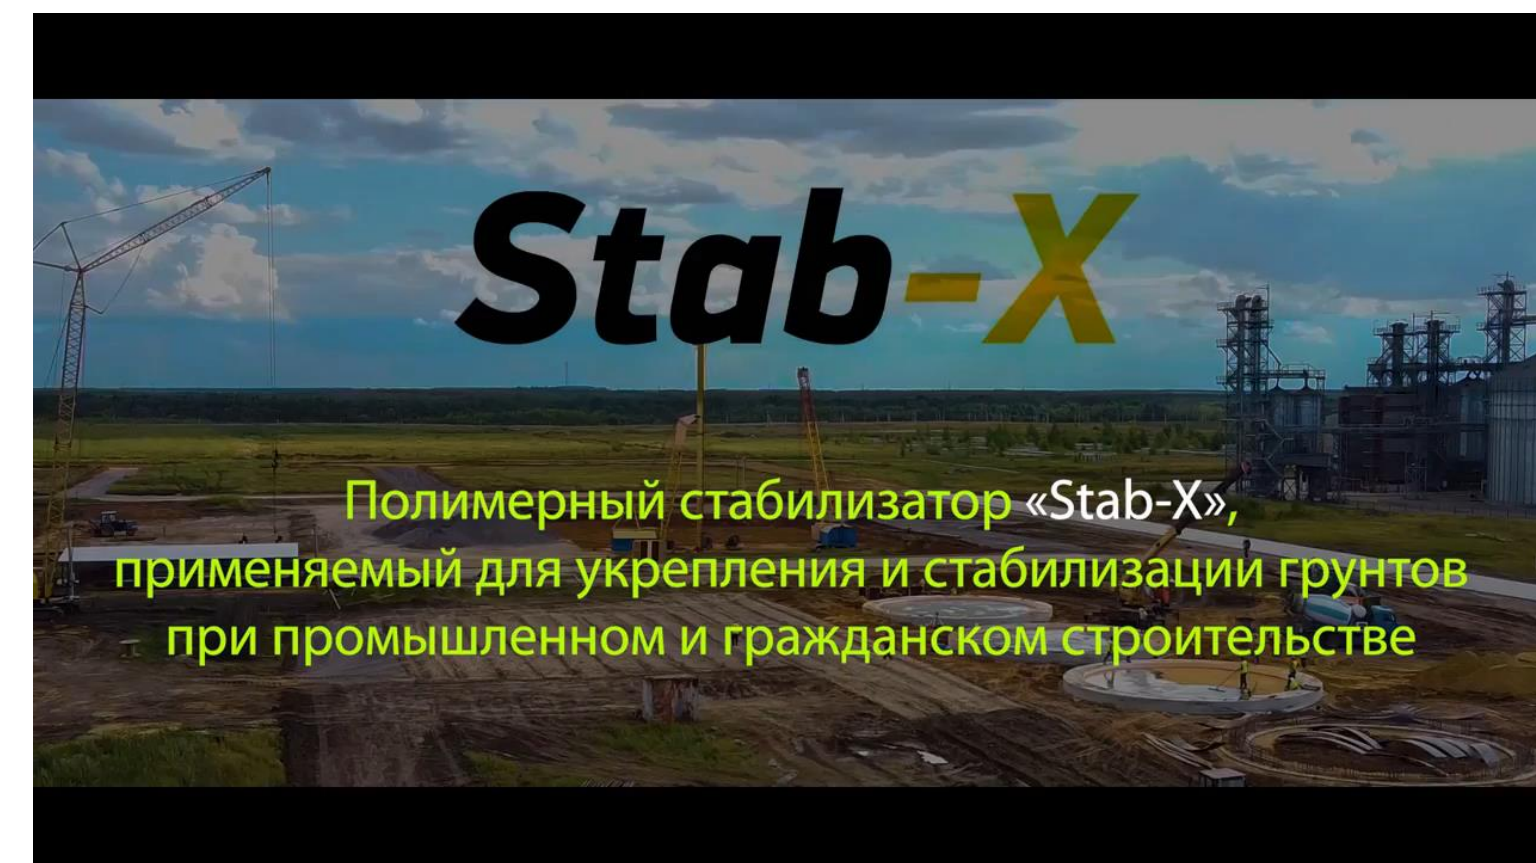 Stab-X
Полимерный стабилизатор «Stab-X»,
применяемый для укрепления и стабилизации грунтов
при промышленном и гражданском строительстве